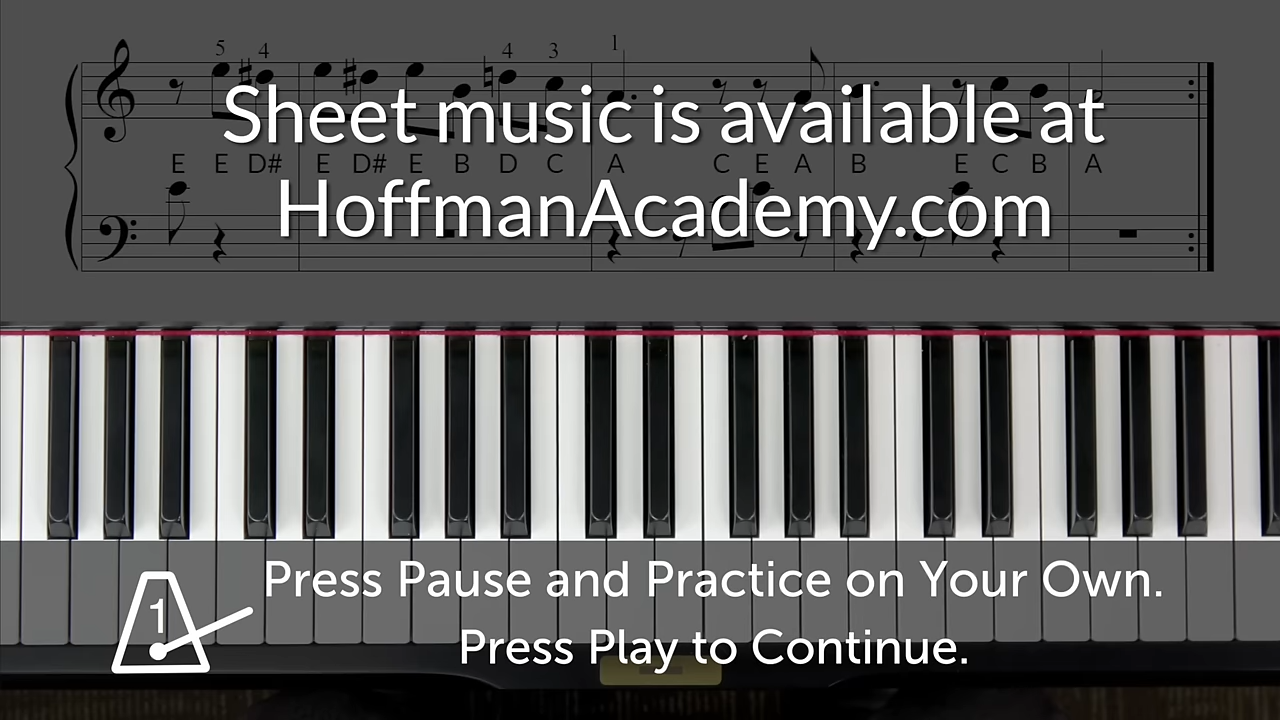 5 4 4 3 1
Sheet music is available at
E E D# E D# E B D C A C E A B E C B A
HoffmanAcademy.com
1
Press Pause and Practice on Your Own.
Press Play to Continue.